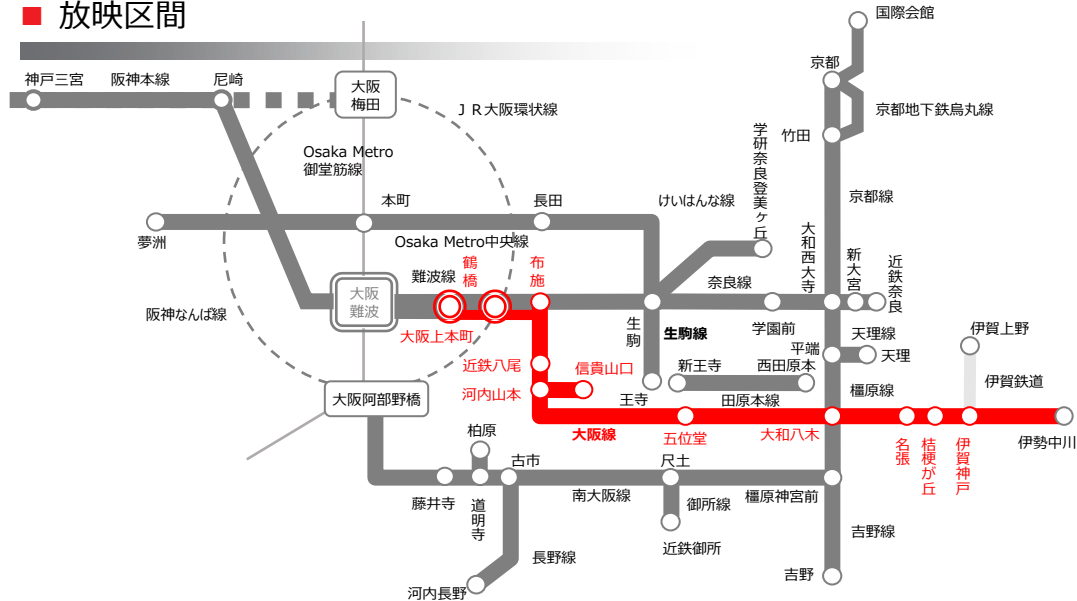 ■ 放映区間
国際会館
神戸三宮
阪神本線
尼崎
大阪
梅田
JR大阪環状線
京都
京都地下鉄烏丸線
竹田
学研奈良登美ヶ丘
Osaka Metro
御堂筋線
本町
長田
けいはんな線
京都線
夢洲
Osaka Metro中央線
大和西大寺
新大宮
近鉄奈良
難波線
鶴橋
布施
奈良線
大阪
難波
阪神なんば線
大阪上本町
生駒
生駒線
学園前
天理線
伊賀上野
平端
天理
近鉄八尾
信貴山口
新王寺
西田原本
伊賀鉄道
河内山本
王寺
田原本線
橿原線
大阪阿部野橋
大阪線
五位堂
大和八木
名張
桔梗が丘
伊賀神戸
伊勢中川
柏原
古市
尺土
藤井寺
道明寺
南大阪線
御所線
橿原神宮前
近鉄御所
吉野線
長野線
河内長野
吉野